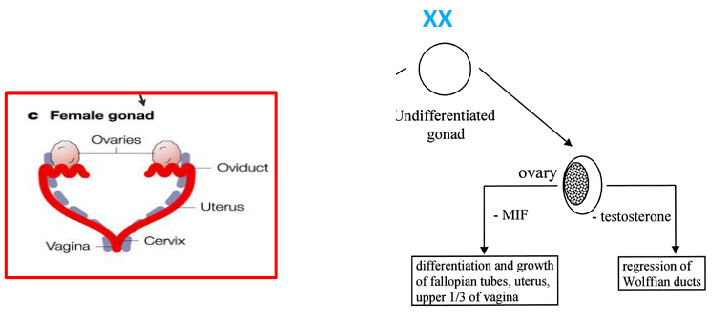 XX
c Female gonad
Ovaries
Oviduct
Uterus
Vagina
Cervix
Undifferentiated
gonad
ovary
- MIF
- testosterone
differentiation and growth
of fallopian tubes, uterus,
upper 1/3 of vagina
regression of
Wolffian ducts